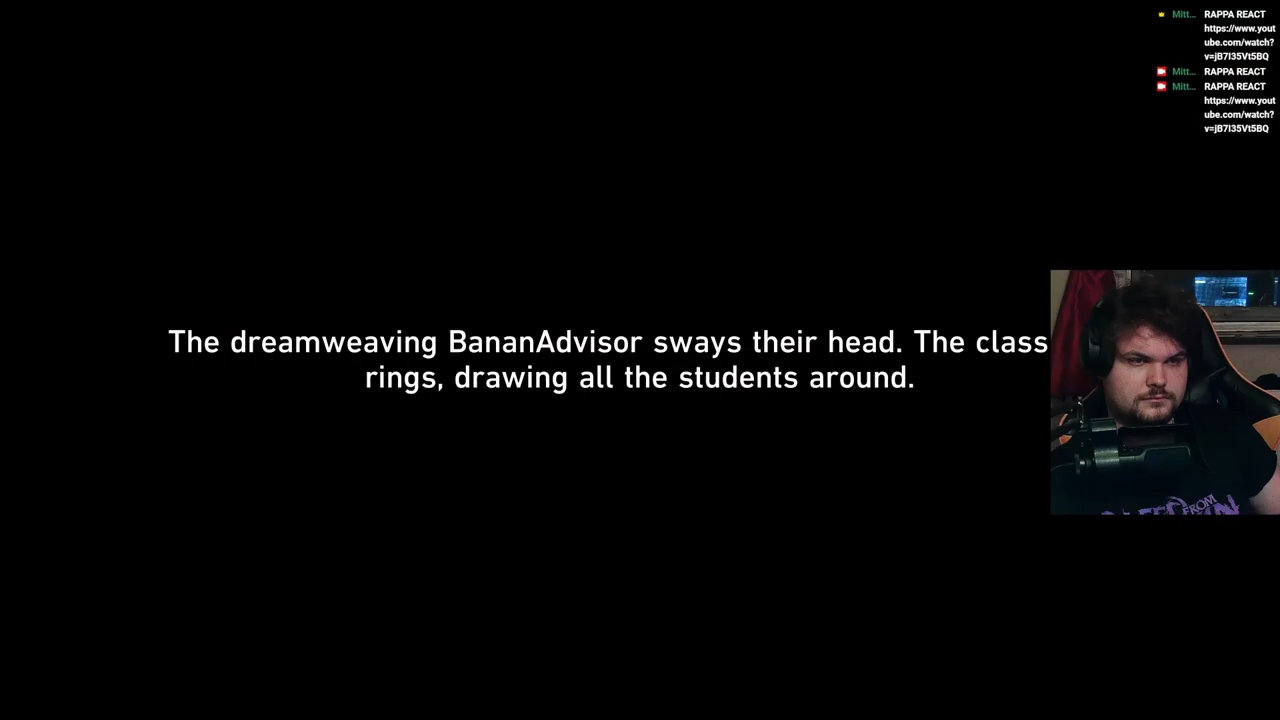 Mitt... RAPPA REACT
https://www.yout
ube.com/watch?
v=jB7I35Vt5BQ
Mitt... RAPPA REACT
Mitt... RAPPA REACT
https://www.yout
ube.com/watch?
v=jB7I35Vt5BQ
The dreamweaving BananAdvisor sways their head. The class
rings, drawing all the students around.
FROM